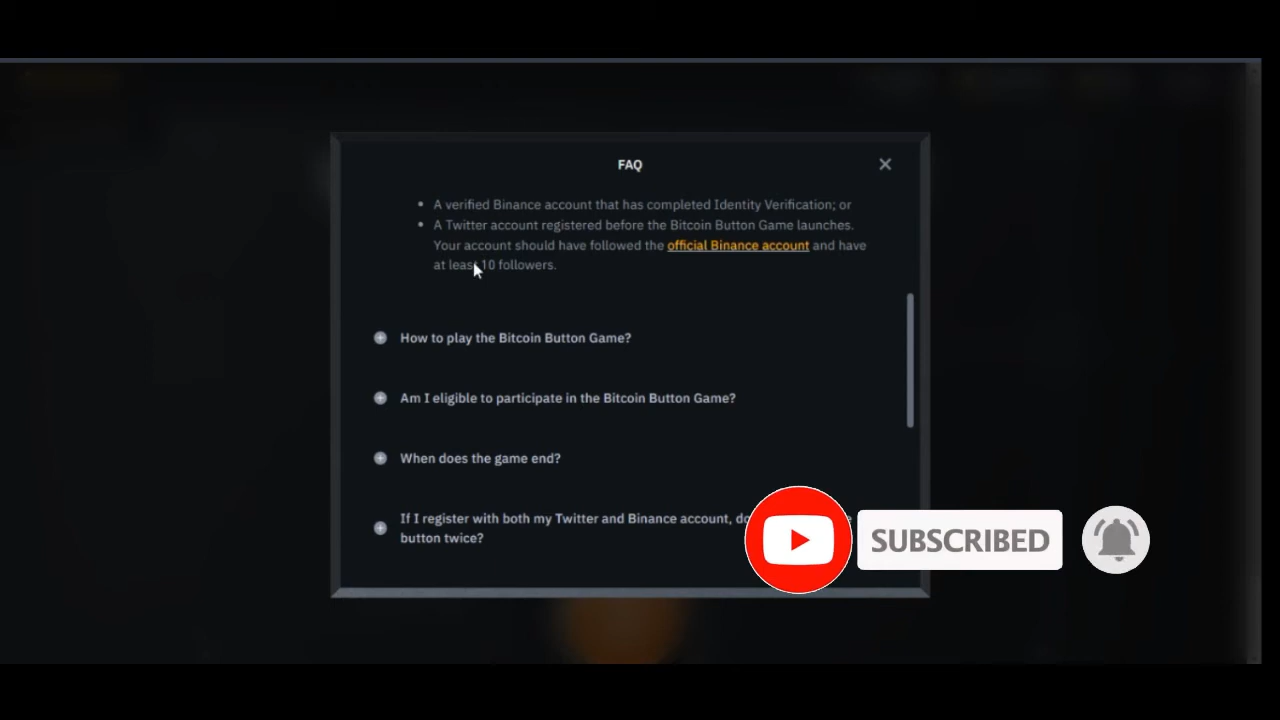 FAQ
A verified Binance account that has completed Identity Verification; or
A Twitter account registered before the Bitcoin Button Game launches.
Your account should have followed the official Binance account and have
at least 10 followers.
How to play the Bitcoin Button Game?
Am I eligible to participate in the Bitcoin Button Game?
When does the game end?
If I register with both my Twitter and Binance account,
button twice?
SUBSCRIBED